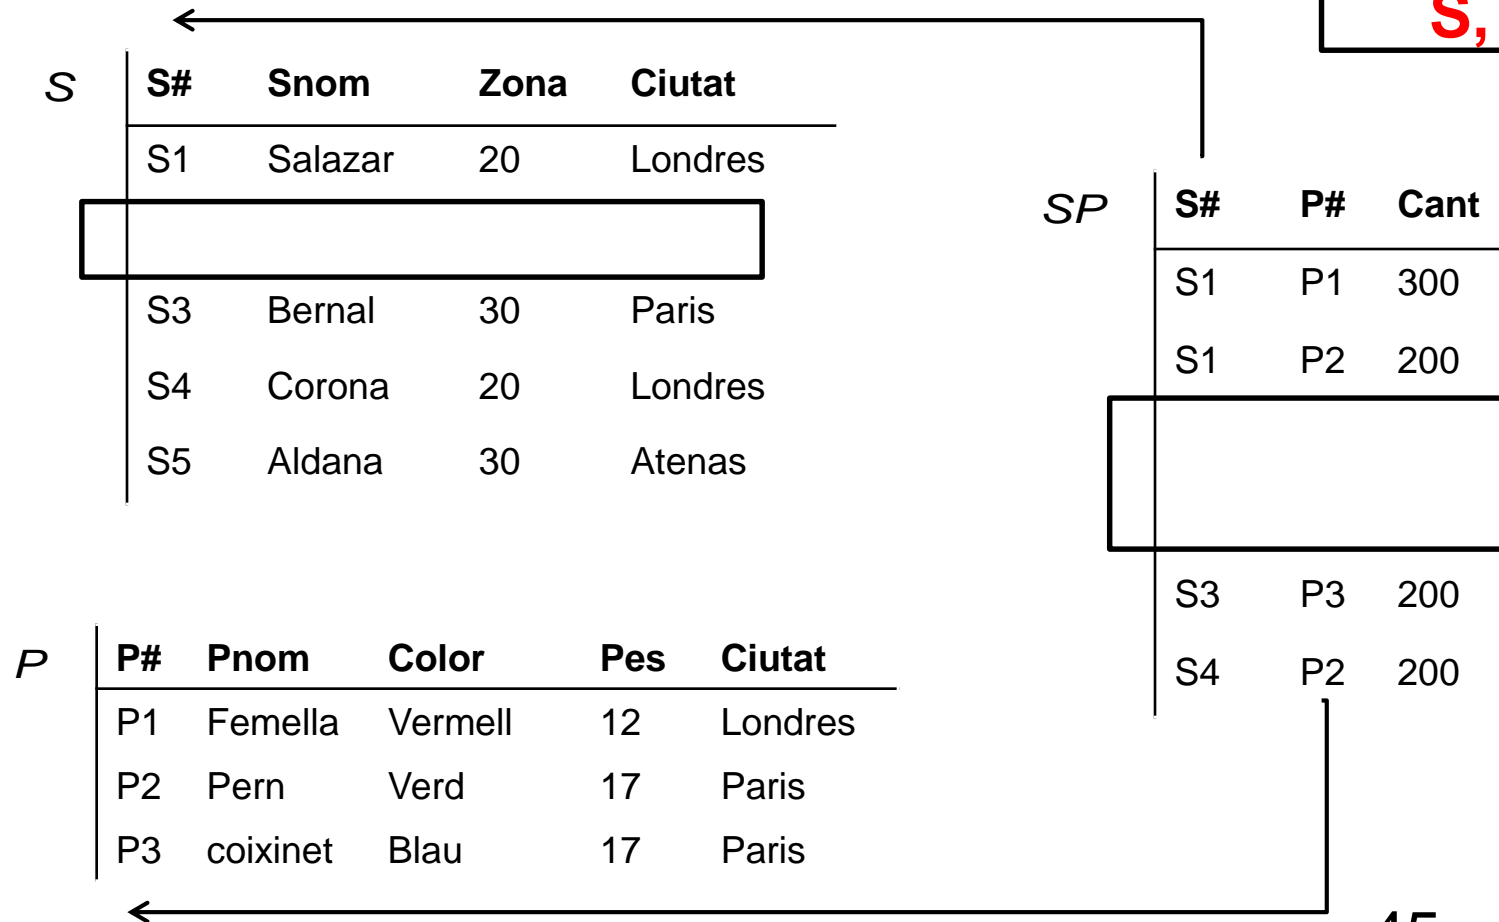 S,
S
S# Snom Zona Ciutat
S1 Salazar 20 Londres
S3 Bernal 30 Paris
S4 Corona 20 Londres
S5 Aldana 30 Atenas
SP
S# P# Cant
S1 P1 300
S1 P2 200
S3 P3 200
S4 P2 200
P
P# Pnom Color Pes Ciutat
P1 Femella Vermell 12 Londres
P2 Pern Verd 17 Paris
P3 coixinet Blau 17 Paris